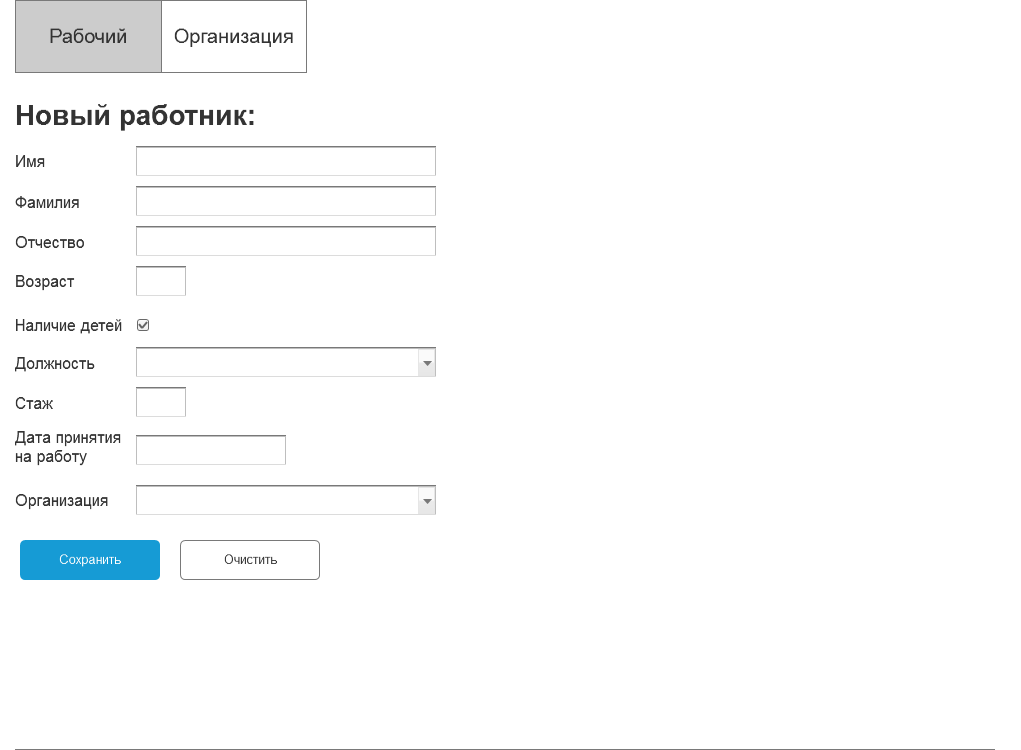 Рабочий
Организация
Новый работник:
Имя
Фамилия
Отчество
Возраст
Наличие детей
Должность
Стаж
Дата принятия
на работу
Организация
Сохранить
Очистить